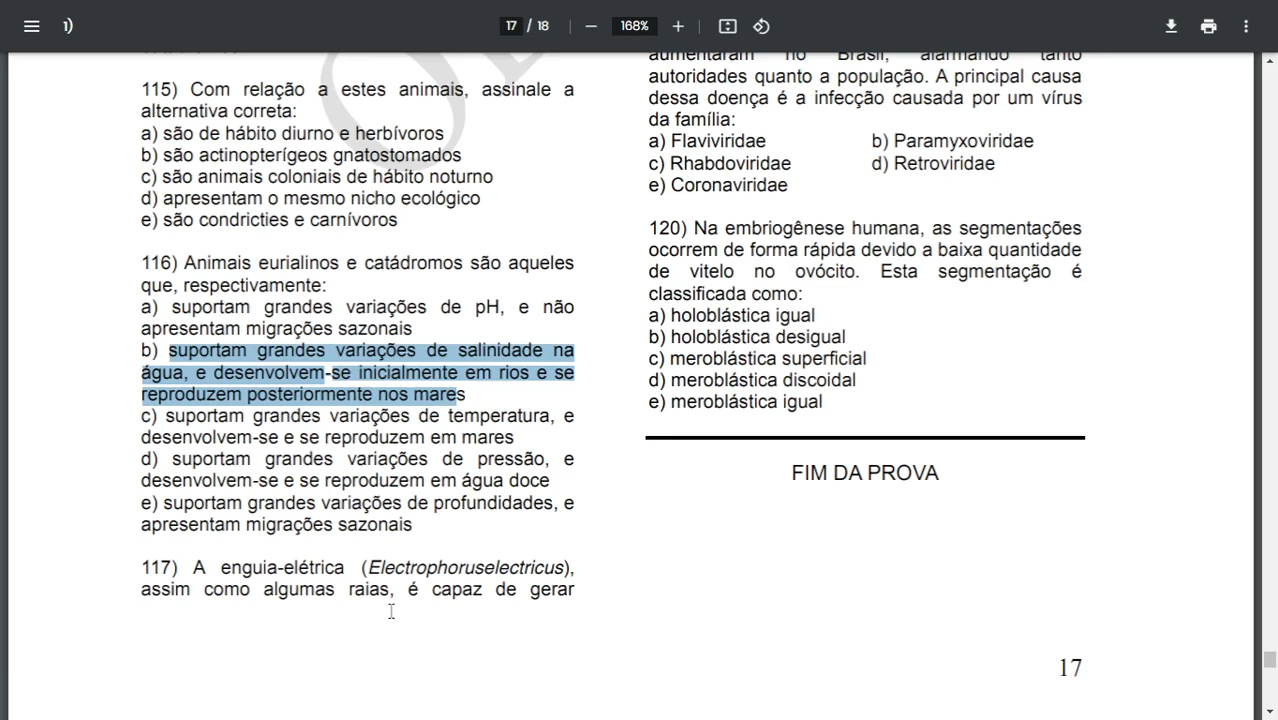 1)
17 / 18
168%
115) Com relação a estes animais, assinale a
alternativa correta:
a) são de hábito diurno e herbívoros
b) são actinopterígeos gnatostomados
c) são animais coloniais de hábito noturno
d) apresentam o mesmo nicho ecológico
e) são condricties e carnívoros
116) Animais eurialinos e catádromos são aqueles
que, respectivamente:
a) suportam grandes variações de pH, e não
apresentam migrações sazonais
b) suportam grandes variações de salinidade na
água, e desenvolvem-se inicialmente em rios e se
reproduzem posteriormente nos mares
c) suportam grandes variações de temperatura, e
desenvolvem-se e se reproduzem em mares
d) suportam grandes variações de pressão, e
desenvolvem-se e se reproduzem em água doce
e) suportam grandes variações de profundidades, e
apresentam migrações sazonais
117) A enguia-elétrica (Electrophoruselectricus),
assim como algumas raias, é capaz de gerar
aumentaram no Brasil, alarmando tanto
autoridades quanto a população. A principal causa
dessa doença é a infecção causada por um vírus
da família:
a) Flaviviridae b) Paramyxoviridae
c) Rhabdoviridae d) Retroviridae
e) Coronaviridae
120) Na embriogênese humana, as segmentações
ocorrem de forma rápida devido a baixa quantidade
de vitelo no ovócito. Esta segmentação é
classificada como:
a) holoblástica igual
b) holoblástica desigual
c) meroblástica superficial
d) meroblástica discoidal
e) meroblástica igual
FIM DA PROVA
17